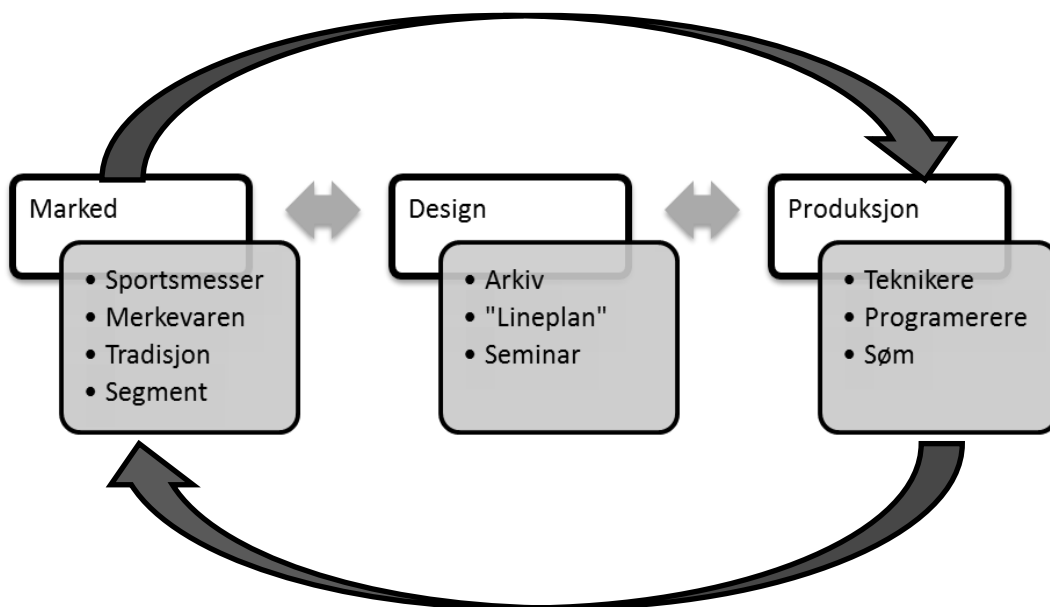 Marked
• Sportsmesser
• Merkevaren
• Tradisjon
• Segment
Design
• Arkiv
• "Lineplan"
• Seminar
Produksjon
• Teknikere
• Programerere
• Søm